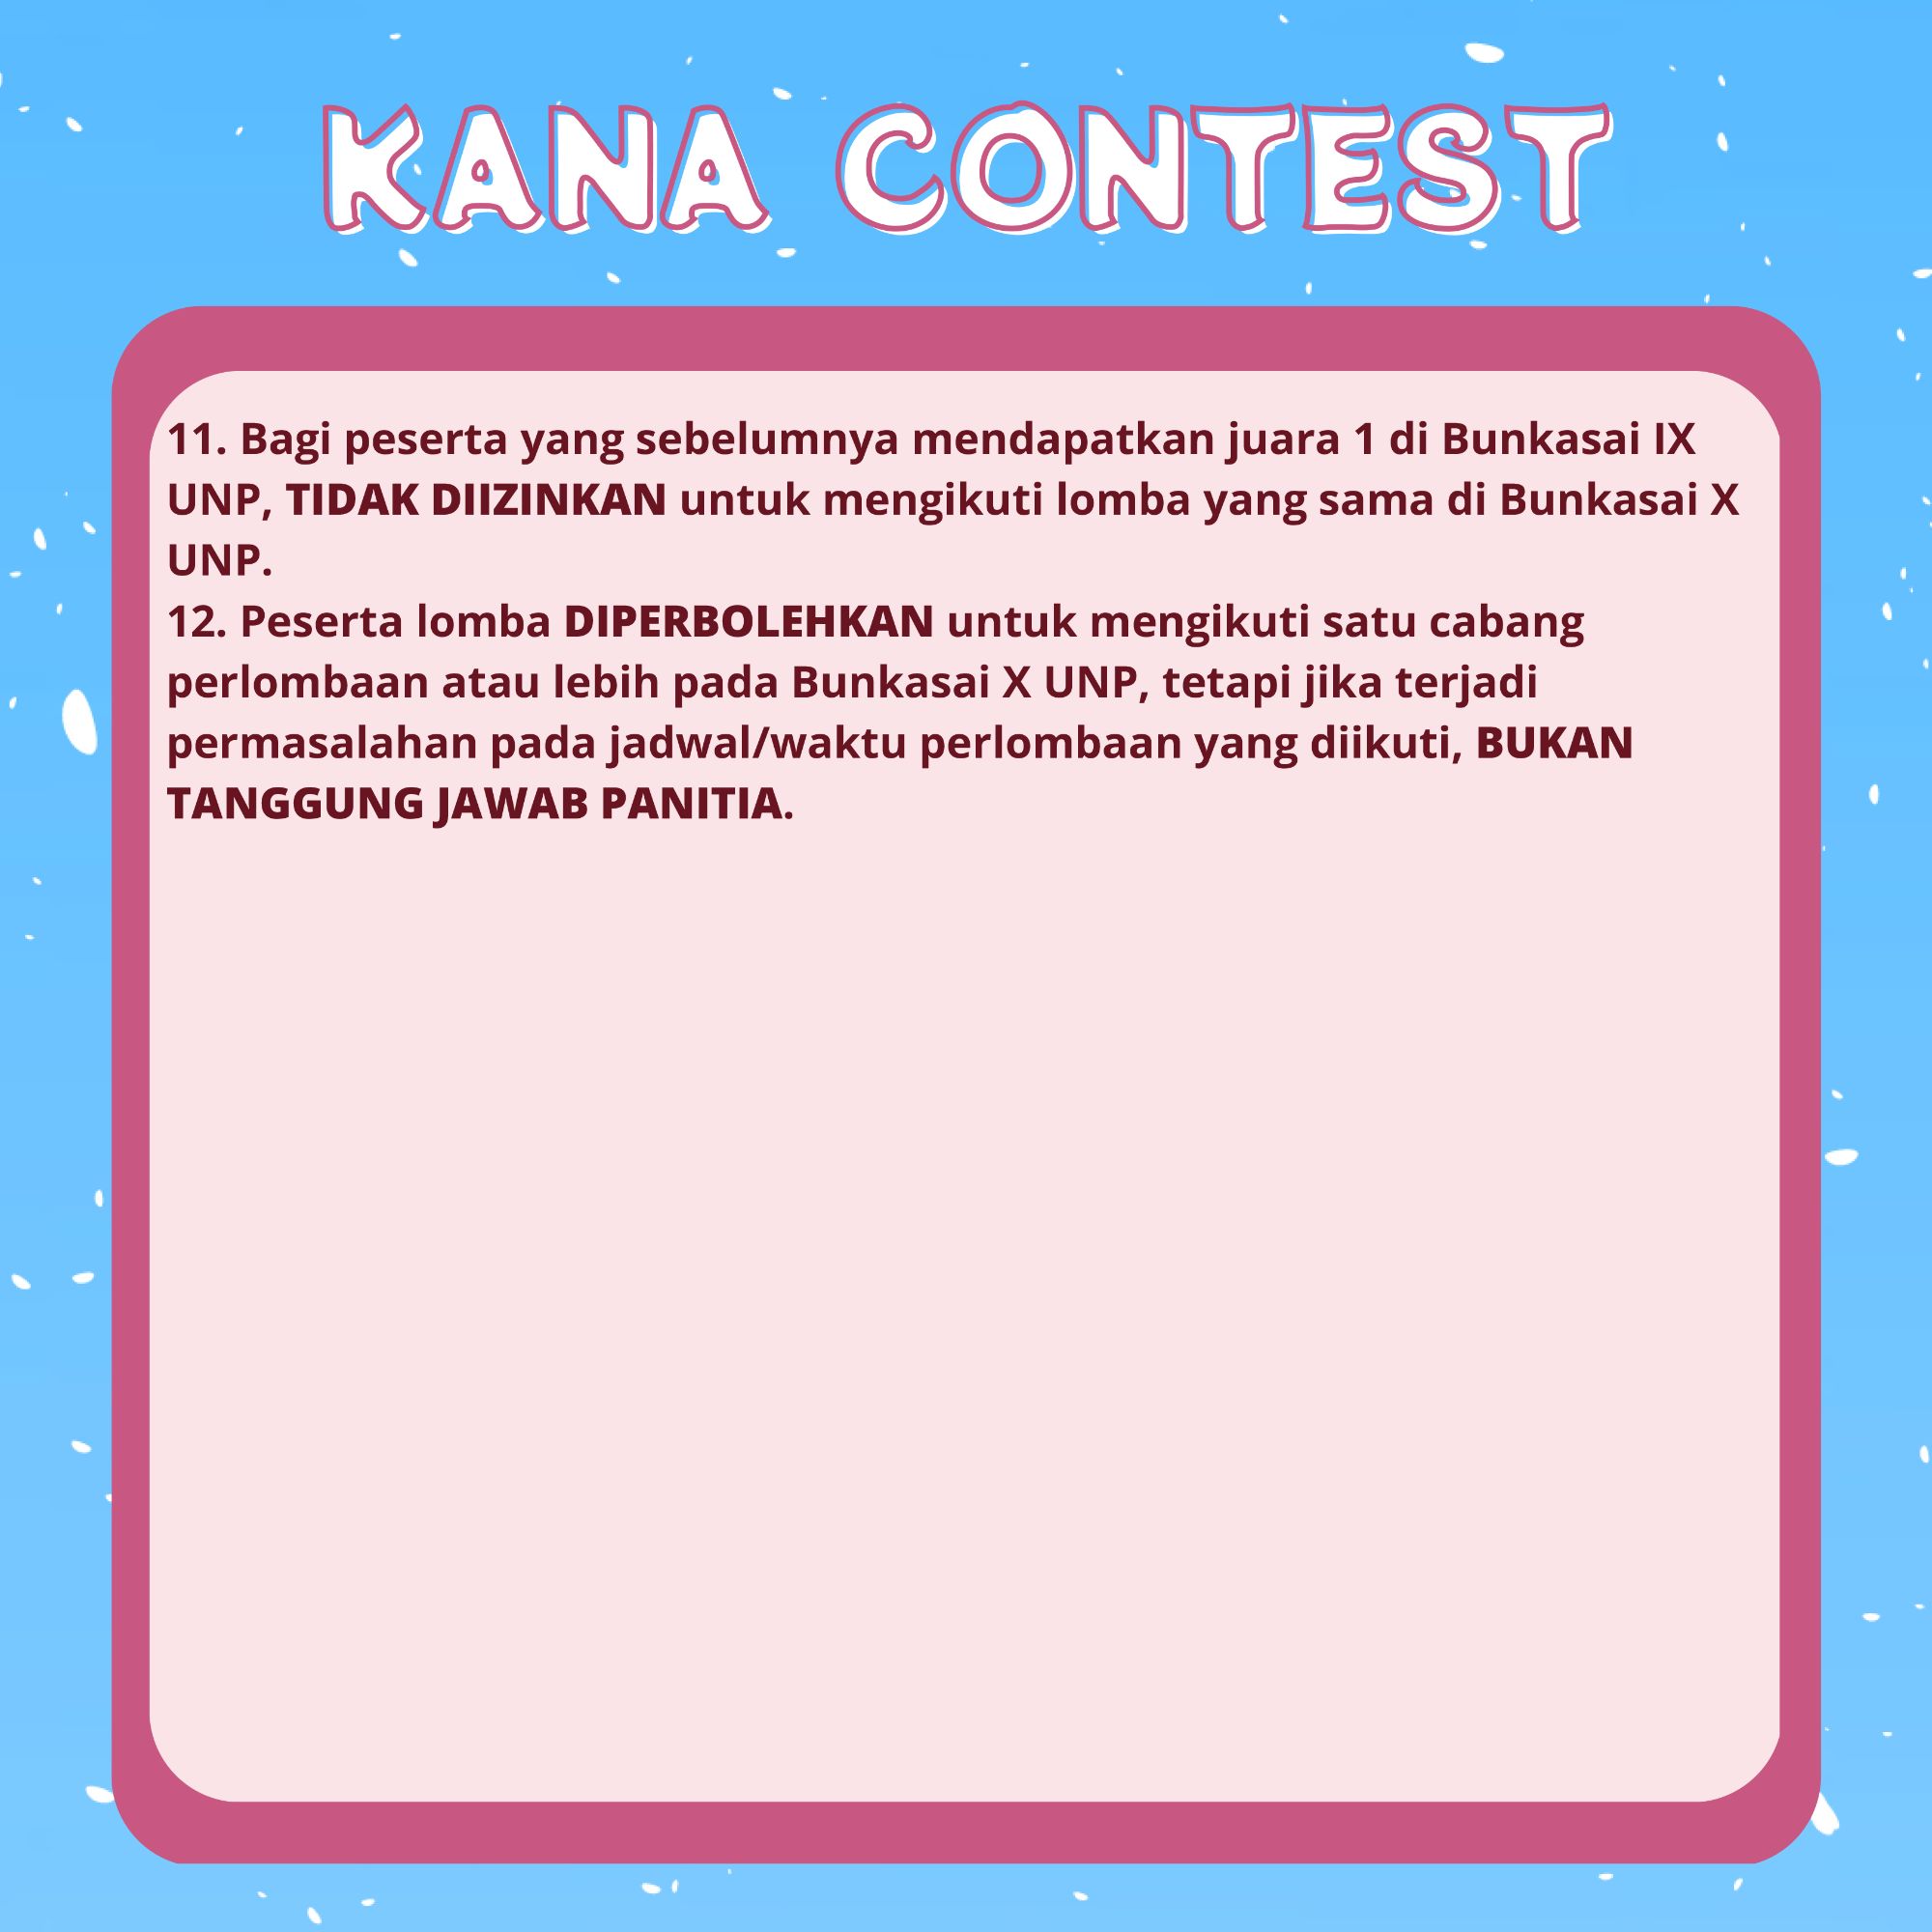 KANA CONTEST
11. Bagi peserta yang sebelumnya mendapatkan juara 1 di Bunkasai IX
UNP, TIDAK DIIZINKAN untuk mengikuti lomba yang sama di Bunkasai X
UNP.
12. Peserta lomba DIPERBOLEHKAN untuk mengikuti satu cabang
perlombaan atau lebih pada Bunkasai X UNP, tetapi jika terjadi
permasalahan pada jadwal/waktu perlombaan yang diikuti, BUKAN
TANGGUNG JAWAB PANITIA.